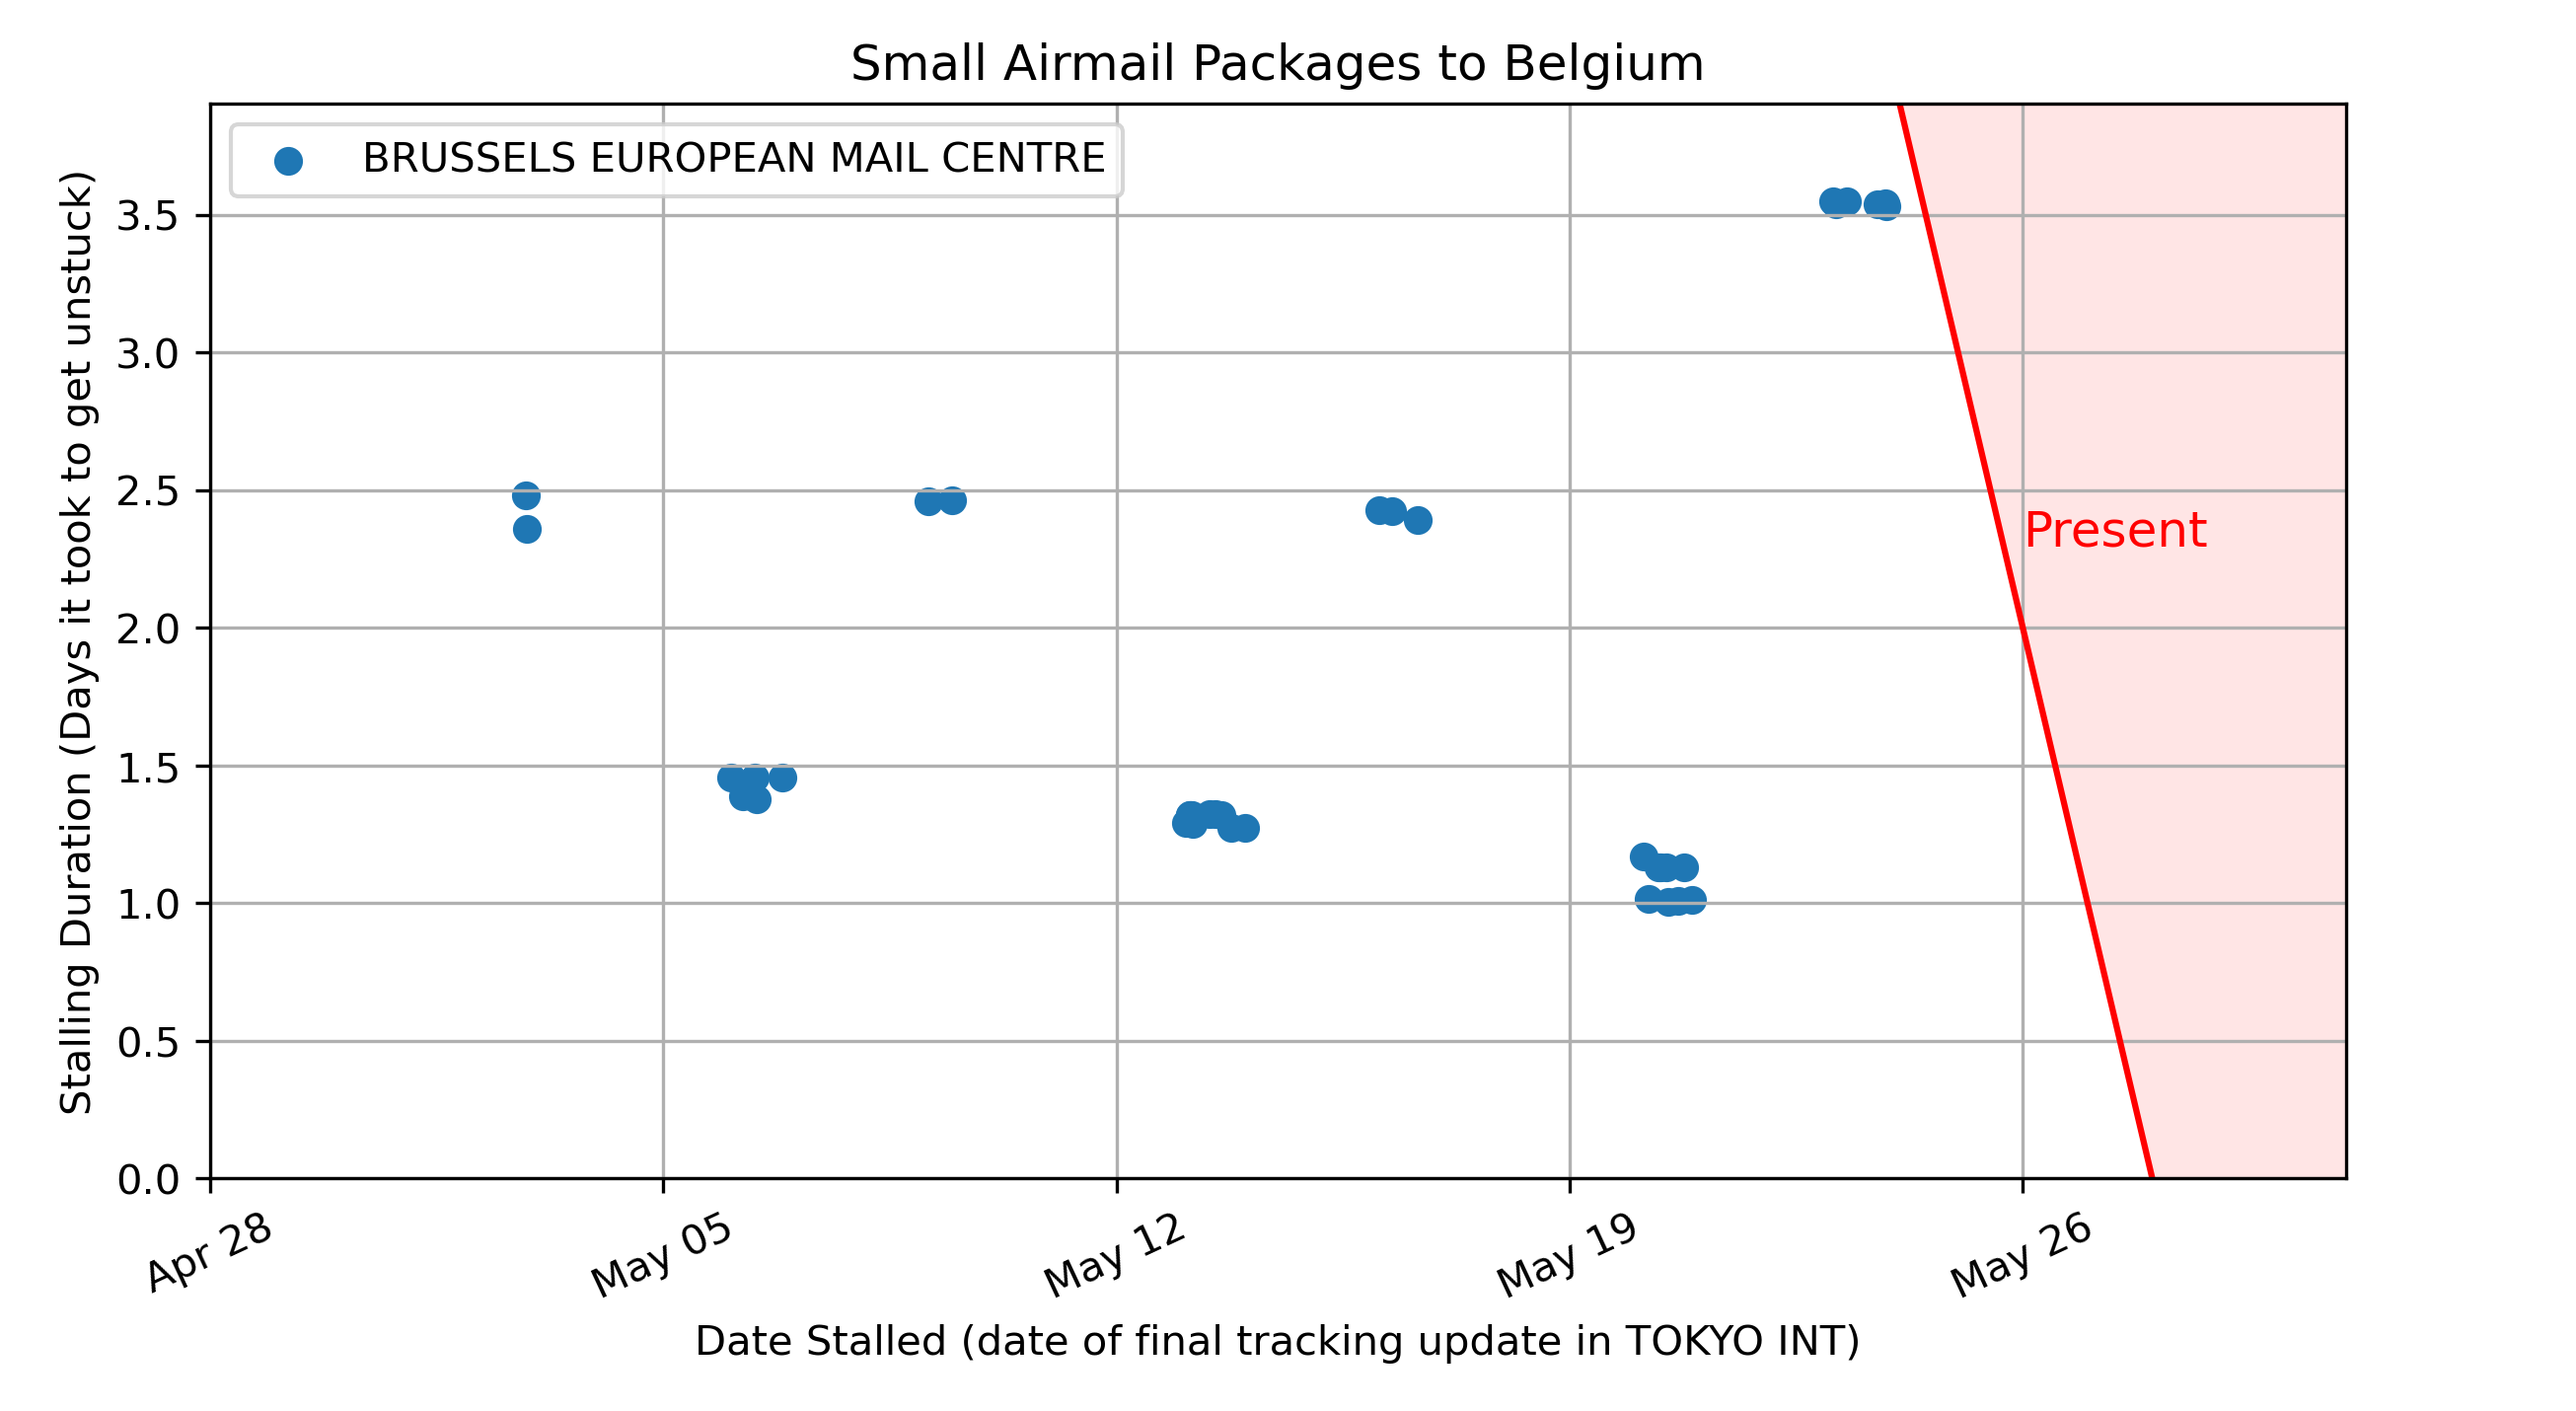 Small Airmail Packages to Belgium
BRUSSELS EUROPEAN MAIL CENTRE
Stalling Duration (Days it took to get unstuck)
3.5
3.0
2.5
2.0
1.5
1.0
0.5
0.0
Present
Apr 28
May 05
May 12
May 19
May 26
Date Stalled (date of final tracking update in TOKYO INT)